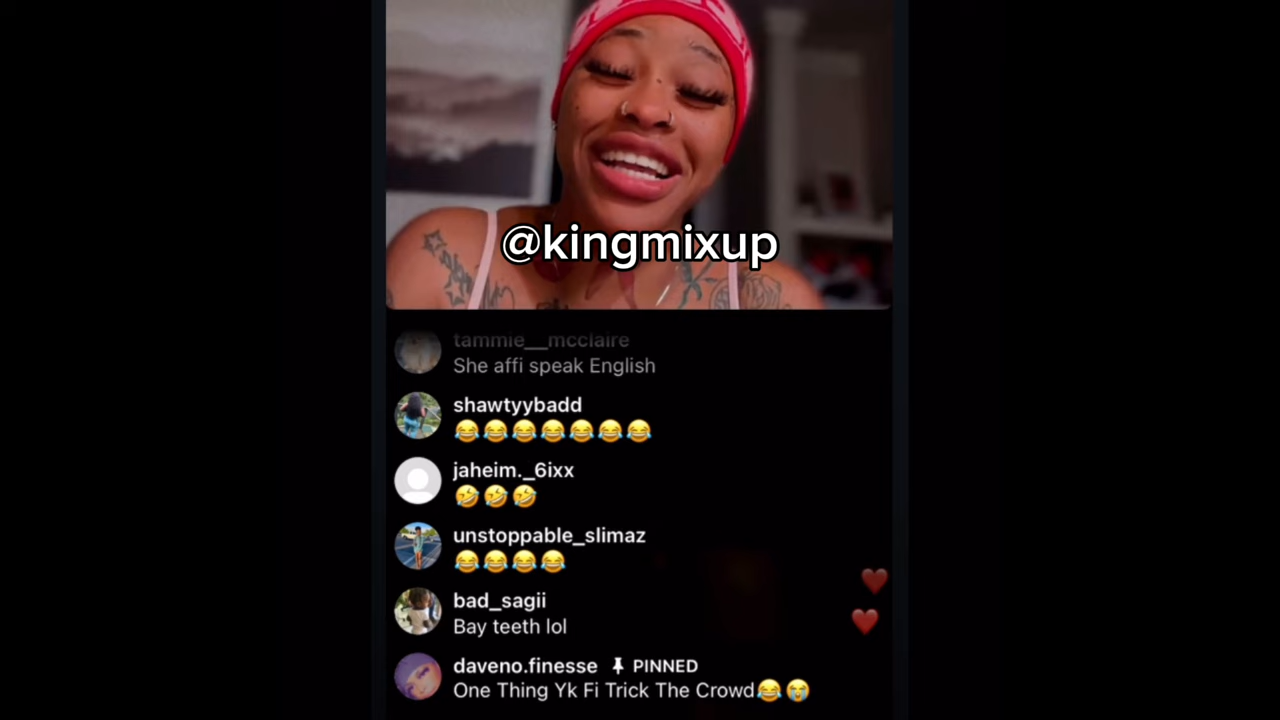 @kingmixup
tammie__mcclaire
She affi speak English
shawtyybadd
😂😂😂😂😂😂😂
jaheim._6ixx
🤣🤣🤣
unstoppable_slimaz
😂😂😂😂
bad_sagii
Bay teeth lol
daveno.finesse PINNED
One Thing Yk Fi Trick The Crowd😂😭